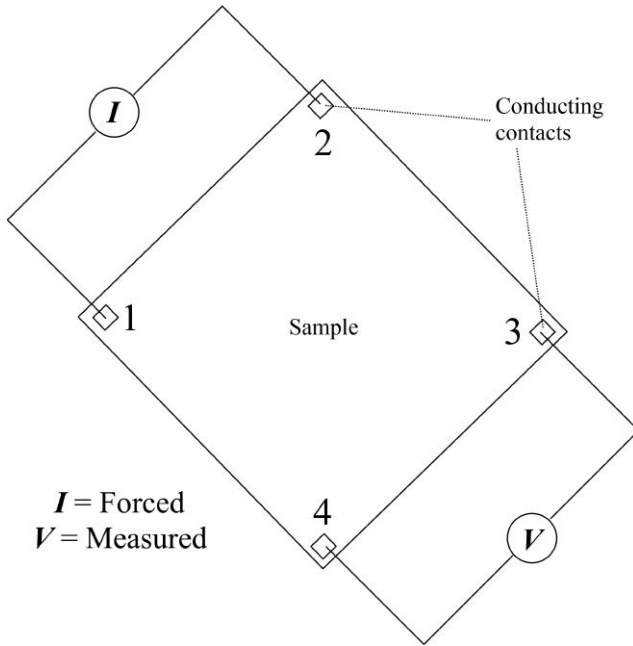 I
2
Conducting
contacts
1
Sample
3
I = Forced
V = Measured
4
V